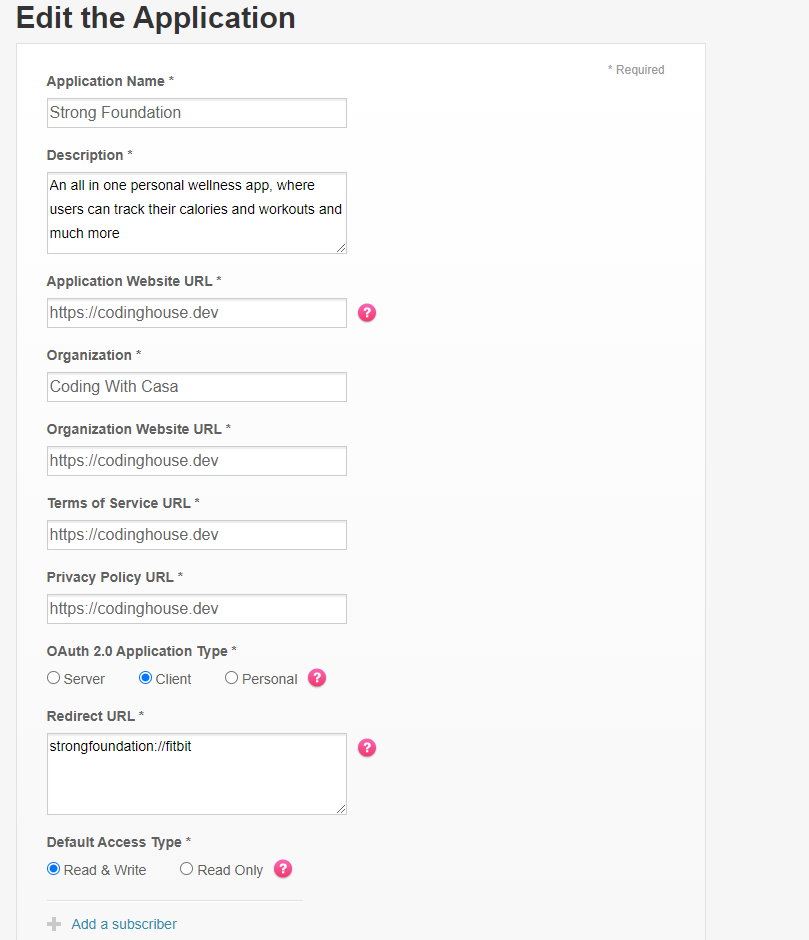 Edit the Application
* Required
Application Name *
Strong Foundation
Description *
An all in one personal wellness app, where
users can track their calories and workouts and
much more
Application Website URL *
https://codinghouse.dev
?
Organization *
Coding With Casa
Organization Website URL *
https://codinghouse.dev
Terms of Service URL *
https://codinghouse.dev
Privacy Policy URL *
https://codinghouse.dev
OAuth 2.0 Application Type *
Server Client Personal ?
Redirect URL *
strongfoundation://fitbit
?
Default Access Type *
Read & Write Read Only ?
Add a subscriber